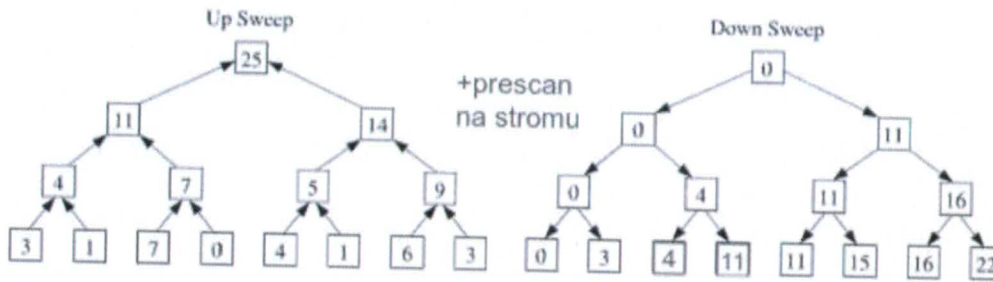 Up Sweep
25
11 14
4 7 5 9
3 1 7 0 4 1 6 3
+prescan
na stromu
Down Sweep
0
0 11
0 4 11 16
0 3 4 11 11 15 16 22